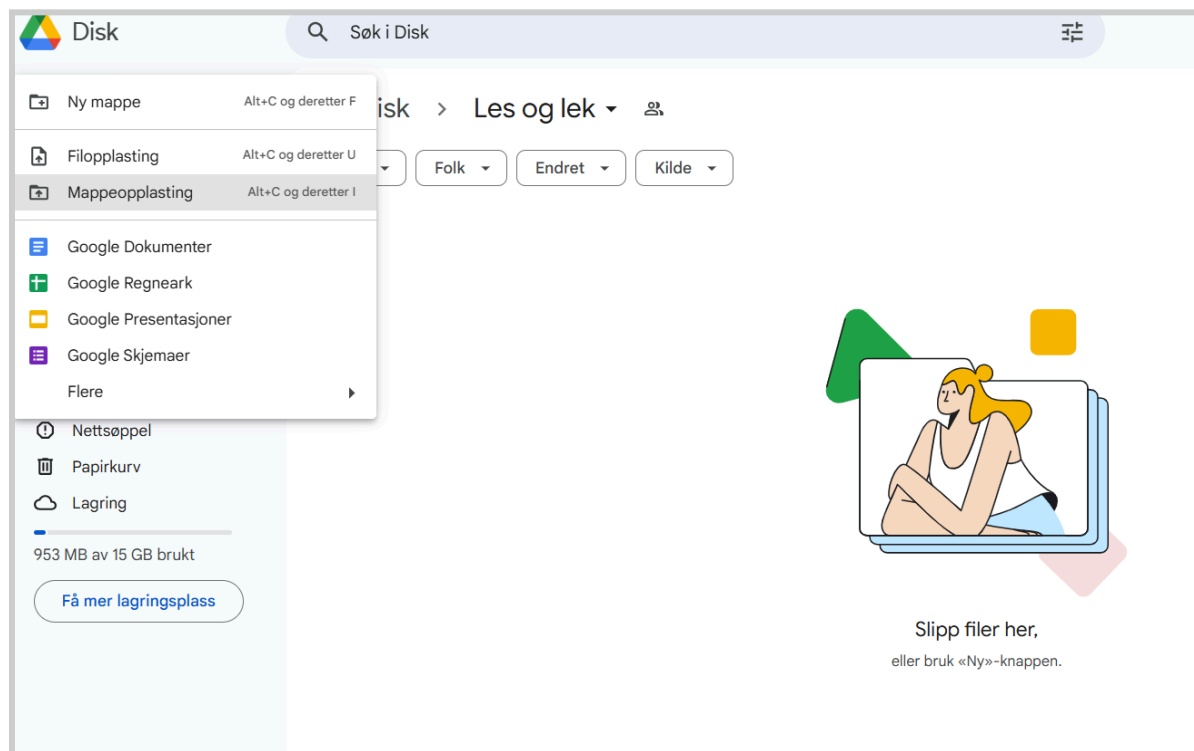 Disk
Søk i Disk
Ny mappe Alt+C og deretter F
isk > Les og lek
Filopplasting Alt+C og deretter U
Folk Endret Kilde
Mappeopplasting Alt+C og deretter I
Google Dokumenter
Google Regneark
Google Presentasjoner
Google Skjemaer
Flere
Nettsøppel
Papirkurv
Lagring
953 MB av 15 GB brukt
Få mer lagringsplass
Slipp filer her,
eller bruk «Ny»-knappen.